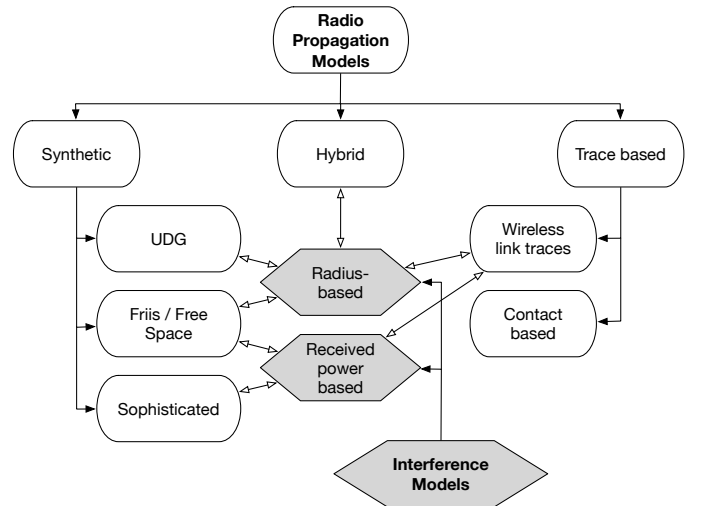 Radio
Propagation
Models
Synthetic
Hybrid
Trace based
UDG
Wireless
link traces
Radius-
based
Friis / Free
Space
Contact
based
Received
power
based
Sophisticated
Interference
Models